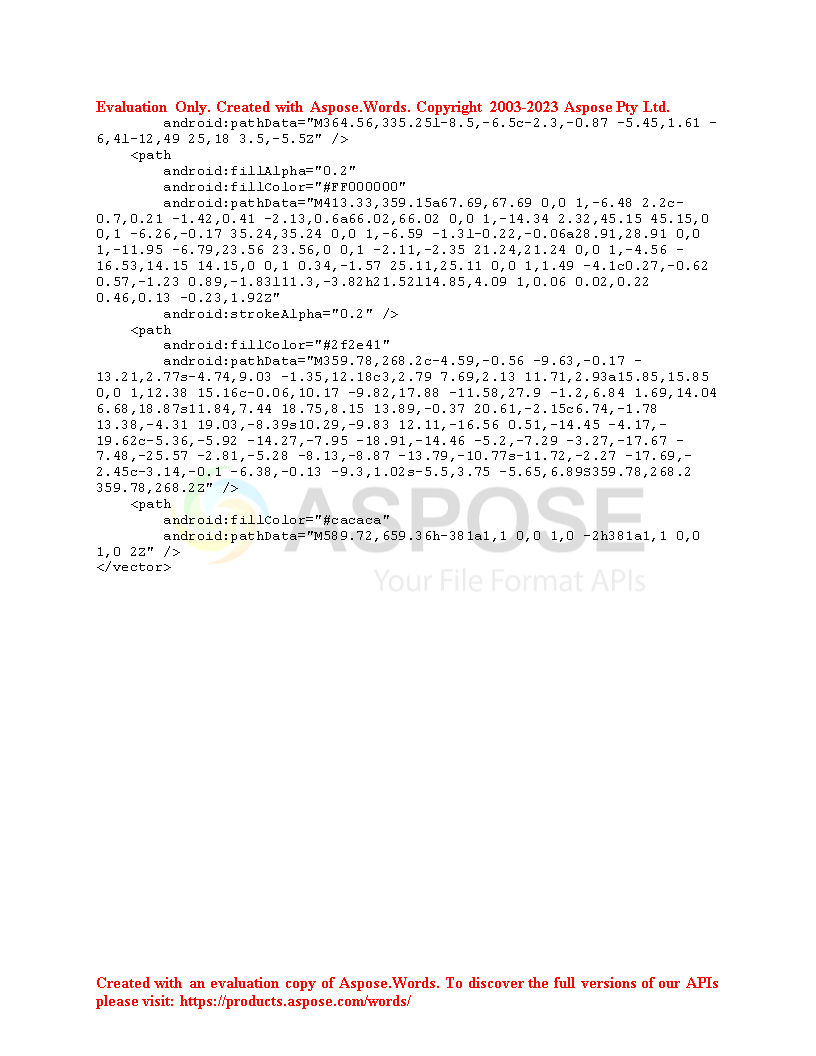 Evaluation Only. Created with Aspose.Words. Copyright 2003-2023 Aspose Pty Ltd.
android:pathData="M364.56,335.25l-8.5,-6.5c-2.3,-0.87 -5.45,1.61 -
6,4l-12,49 25,18 3.5,-5.5Z" />
<path
android:fillAlpha="0.2"
android:fillColor="#FF000000"
android:pathData="M413.33,359.15a67.69,67.69 0,0 1,-6.48 2.2c-
0.7,0.21 -1.42,0.41 -2.13,0.6a66.02,66.02 0,0 1,-14.34 2.32,45.15 45.15,0
0,1 -6.26,-0.17 35.24,35.24 0,0 1,-6.59 -1.3l-0.22,-0.06a28.91,28.91 0,0
1,-11.95 -6.79,23.56 23.56,0 0,1 -2.11,-2.35 21.24,21.24 0,0 1,-4.56 -
16.53,14.15 14.15,0 0,1 0.34,-1.57 25.11,25.11 0,0 1,1.49 -4.1c0.27,-0.62
0.57,-1.23 0.89,-1.83l11.3,-3.82h21.52l14.85,4.09 1,0.06 0.02,0.22
0.46,0.13 -0.23,1.92Z"
android:strokeAlpha="0.2" />
<path
android:fillColor="#2f2e41"
android:pathData="M359.78,268.2c-4.59,-0.56 -9.63,-0.17 -
13.21,2.77s-4.74,9.03 -1.35,12.18c3,2.79 7.69,2.13 11.71,2.93a15.85,15.85
0,0 1,12.38 15.16c-0.06,10.17 -9.82,17.88 -11.58,27.9 -1.2,6.84 1.69,14.04
6.68,18.87s11.84,7.44 18.75,8.15 13.89,-0.37 20.61,-2.15c6.74,-1.78
13.38,-4.31 19.03,-8.39s10.29,-9.83 12.11,-16.56 0.51,-14.45 -4.17,-
19.62c-5.36,-5.92 -14.27,-7.95 -18.91,-14.46 -5.2,-7.29 -3.27,-17.67 -
7.48,-25.57 -2.81,-5.28 -8.13,-8.87 -13.79,-10.77s-11.72,-2.27 -17.69,-
2.45c-3.14,-0.1 -6.38,-0.13 -9.3,1.02s-5.5,3.75 -5.65,6.89S359.78,268.2
359.78,268.2Z" />
<path
android:fillColor="#cacaca"
android:pathData="M589.72,659.36h-381a1,1 0,0 1,0 -2h381a1,1 0,0
1,0 2Z" />
</vector>
ASPOSE
Your File Format APIs
Created with an evaluation copy of Aspose.Words. To discover the full versions of our APIs
please visit: https://products.aspose.com/words/